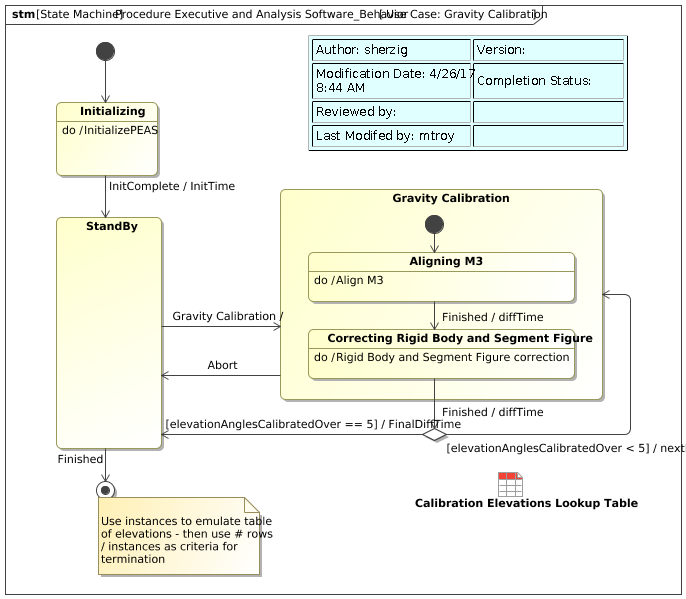 stm [State Machine] Procedure Executive and Analysis Software_Behavior [Use Case: Gravity Calibration]
Author: sherzig
Version:
Modification Date: 4/26/17
8:44 AM
Completion Status:
Reviewed by:
Last Modifed by: mtroy
Initializing
do /InitializePEAS
InitComplete / InitTime
StandBy
Gravity Calibration
Aligning M3
do /Align M3
Finished / diffTime
Gravity Calibration /
Correcting Rigid Body and Segment Figure
do /Rigid Body and Segment Figure correction
Abort
Finished / diffTime
[elevationAnglesCalibratedOver == 5] / FinalDiffTime
[elevationAnglesCalibratedOver < 5] / next
Finished
Calibration Elevations Lookup Table
Use instances to emulate table
of elevations - then use # rows
/ instances as criteria for
termination